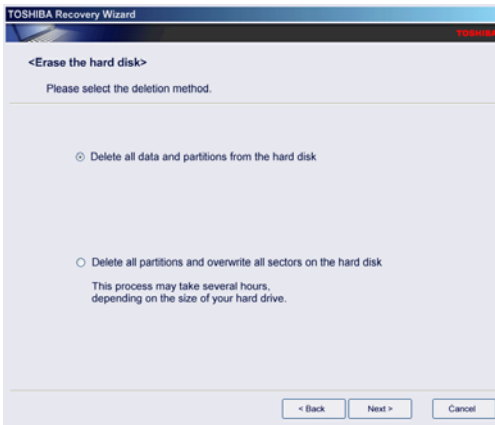 TOSHIBA Recovery Wizard
TOSHIBA
<Erase the hard disk>
Please select the deletion method.
Delete all data and partitions from the hard disk
Delete all partitions and overwrite all sectors on the hard disk
This process may take several hours,
depending on the size of your hard drive.
< Back Next > Cancel